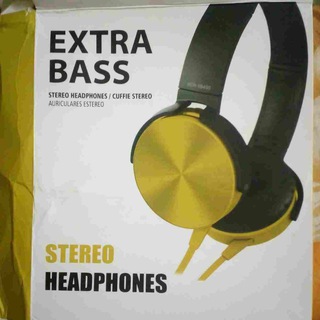 EXTRA
BASS
STEREO HEADPHONES / CUFFIE STEREO
AURICULARES ESTEREO
STEREO
HEADPHONES